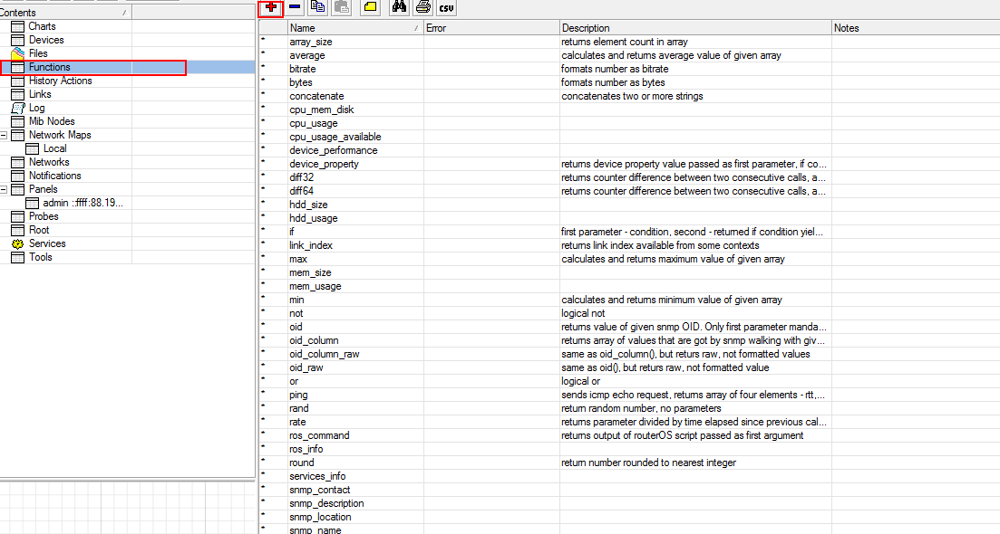 Contents
Charts
Devices
Files
Functions
History Actions
Links
Log
Mib Nodes
Network Maps
Local
Networks
Notifications
Panels
admin ::ffff:88.19...
Probes
Root
Services
Tools
CSV
Name Error Description Notes
* array_size returns element count in array
* average calculates and returns average value of given array
* bitrate formats number as bitrate
* bytes formats number as bytes
* concatenate concatenates two or more strings
* cpu_mem_disk
* cpu_usage
* cpu_usage_available
* device_performance
* device_property returns device property value passed as first parameter, if co...
* diff32 returns counter difference between two consecutive calls, a...
* diff64 returns counter difference between two consecutive calls, a...
* hdd_size
* hdd_usage
* if first parameter - condition, second - returned if condition yiel...
* link_index returns link index available from some contexts
* max calculates and returns maximum value of given array
* mem_size
* mem_usage
* min calculates and returns minimum value of given array
* not logical not
* oid returns value of given snmp OID. Only first parameter manda...
* oid_column returns array of values that are got by snmp walking with giv...
* oid_column_raw same as oid_column(), but returs raw, not formatted values
* oid_raw same as oid(), but returs raw, not formatted value
* or logical or
* ping sends icmp echo request, returns array of four elements - rtt,...
* rand return random number, no parameters
* rate returns parameter divided by time elapsed since previous cal...
* ros_command returns output of routerOS script passed as first argument
* ros_info
* round return number rounded to nearest integer
* services_info
* snmp_contact
* snmp_description
* snmp_location
* snmp_name